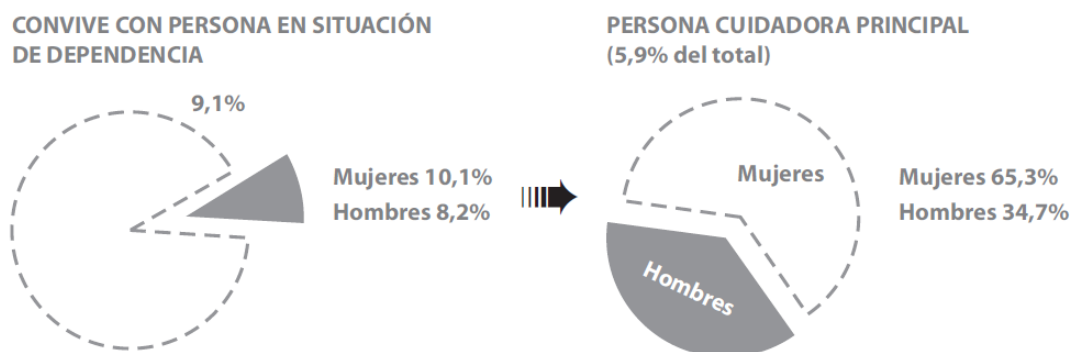 CONVIVE CON PERSONA EN SITUACIÓN
DE DEPENDENCIA
9,1%
Mujeres 10,1%
Hombres 8,2%
PERSONA CUIDADORA PRINCIPAL
(5,9% del total)
Mujeres
Hombres
Mujeres 65,3%
Hombres 34,7%